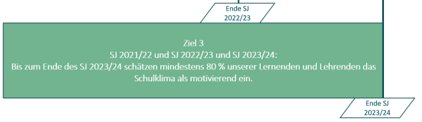 Ende SJ
2022/23
Ziel 3
SJ 2021/22 und SJ 2022/23 und SJ 2023/24:
Bis zum Ende des SJ 2023/24 schätzen mindestens 80 % unserer Lernenden und Lehrenden das
Schulklima als motivierend ein.
Ende SJ
2023/24